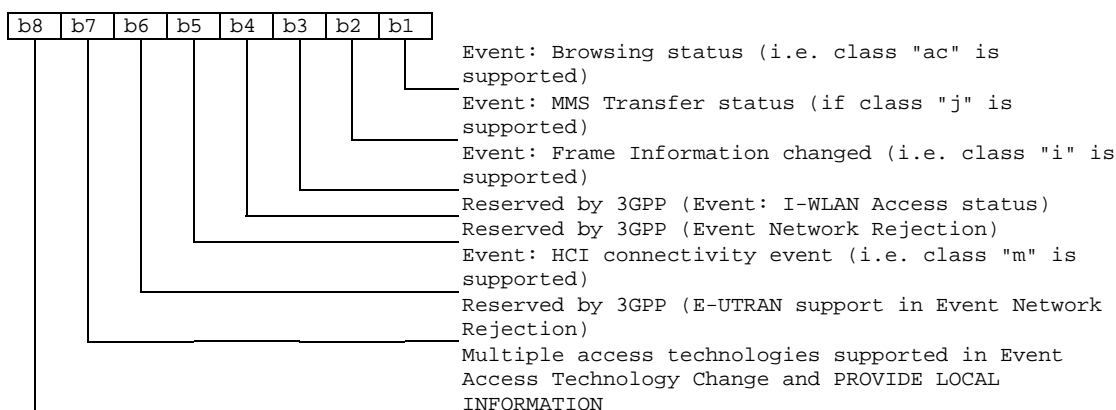 b8 b7 b6 b5 b4 b3 b2 b1
Event: Browsing status (i.e. class "ac" is
supported)
Event: MMS Transfer status (if class "j" is
supported)
Event: Frame Information changed (i.e. class "i" is
supported)
Reserved by 3GPP (Event: I-WLAN Access status)
Reserved by 3GPP (Event Network Rejection)
Event: HCI connectivity event (i.e. class "m" is
supported)
Reserved by 3GPP (E-UTRAN support in Event Network
Rejection)
Multiple access technologies supported in Event
Access Technology Change and PROVIDE LOCAL
INFORMATION